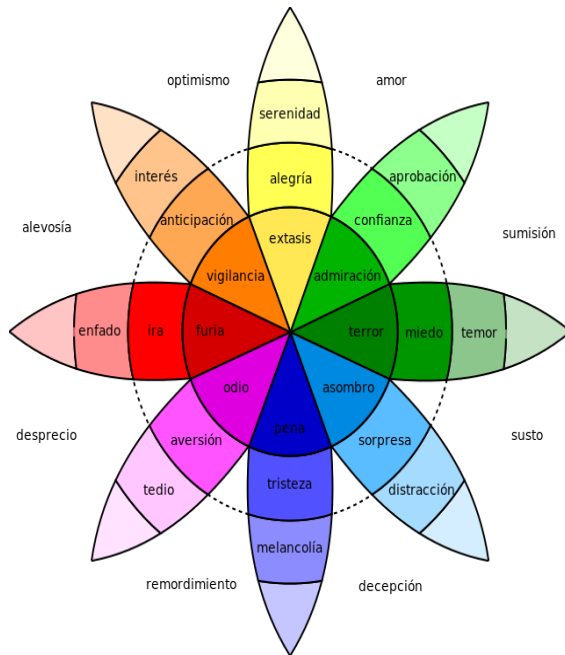 optimismo
amor
serenidad
interés
alegría
aprobación
anticipación
confianza
alevosía
extasis
sumisión
vigilancia
admiración
enfado
ira
furia
terror
miedo
temor
odio
asombro
desprecio
aversión
pena
sorpresa
susto
tedio
tristeza
distracción
melancolía
remordimiento
decepción